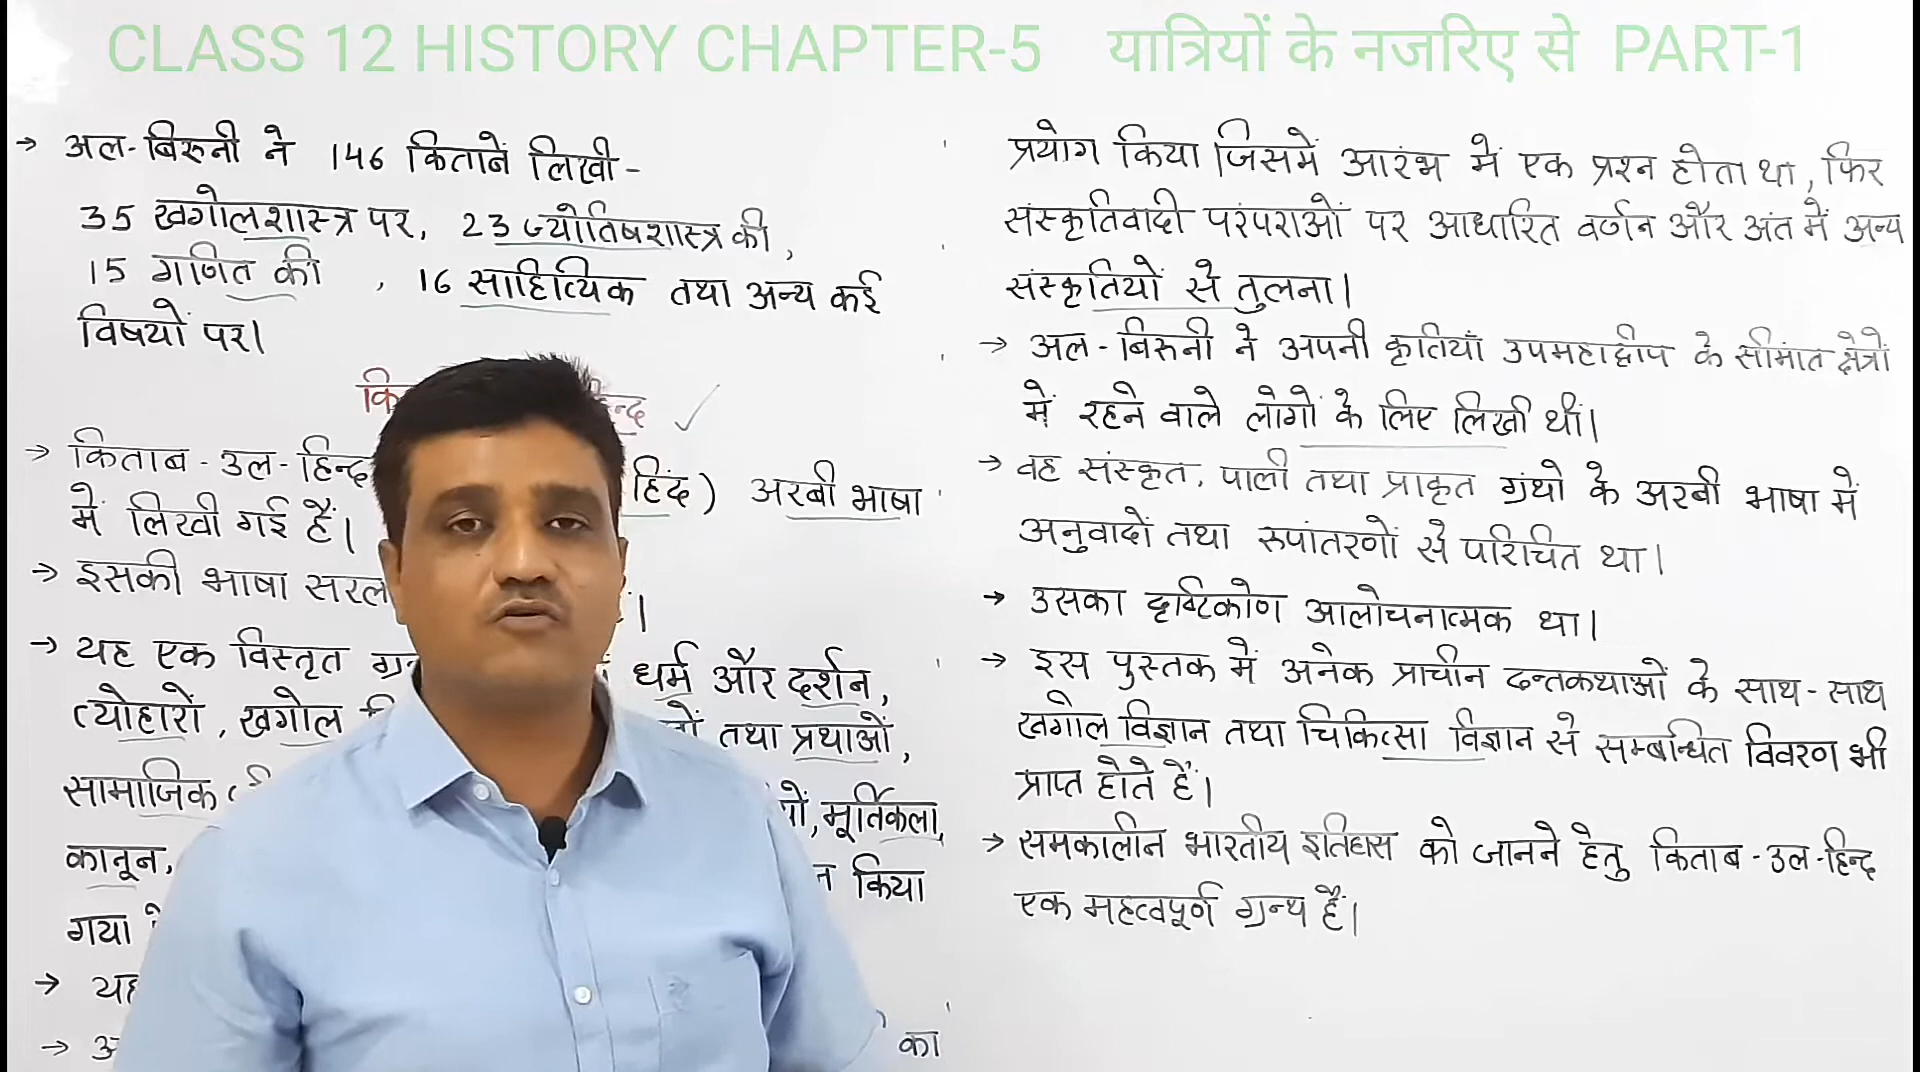 CLASS 12 HISTORY CHAPTER-5 यात्रियों के नजरिए से PART-1
→ अल-बिरुनी ने 146 किताबें लिखी -
35 खगोलशास्त्र पर, 23 ज्योतिषशास्त्र की,
15 गणित की , 16 साहित्यिक तथा अन्य कई
विषयों पर।
→ किताब-उल-हिन्द हिंद) अरबी भाषा
में लिखी गई हैं।
→ इसकी भाषा सरल
→ यह एक विस्तृत धर्म और दर्शन,
त्योहारों, खगोल तथा प्रथाओं,
सामाजिक मूर्तिकला,
कानून, किया
गया
→ यह
→ का
प्रयोग किया जिसमें आरंभ में एक प्रश्न होता था, फिर
संस्कृतिवादी परंपराओं पर आधारित वर्णन और अंत में अन्य
संस्कृतियों से तुलना।
→ अल-बिरुनी ने अपनी कृतियाँ उपमहाद्वीप के सीमांत क्षेत्रों
में रहने वाले लोगों के लिए लिखी थीं।
→ वह संस्कृत, पाली तथा प्राकृत ग्रंथो के अरबी भाषा में
अनुवादों तथा रुपांतरणों से परिचित था।
→ उसका दृष्टिकोण आलोचनात्मक था।
→ इस पुस्तक में अनेक प्राचीन दन्तकथाओं के साथ-साथ
खगोल विज्ञान तथा चिकित्सा विज्ञान से सम्बन्धित विवरण भी
प्राप्त होते हैं।
→ समकालीन भारतीय इतिहास को जानने हेतु किताब-उल-हिन्द
एक महत्वपूर्ण ग्रन्थ हैं।